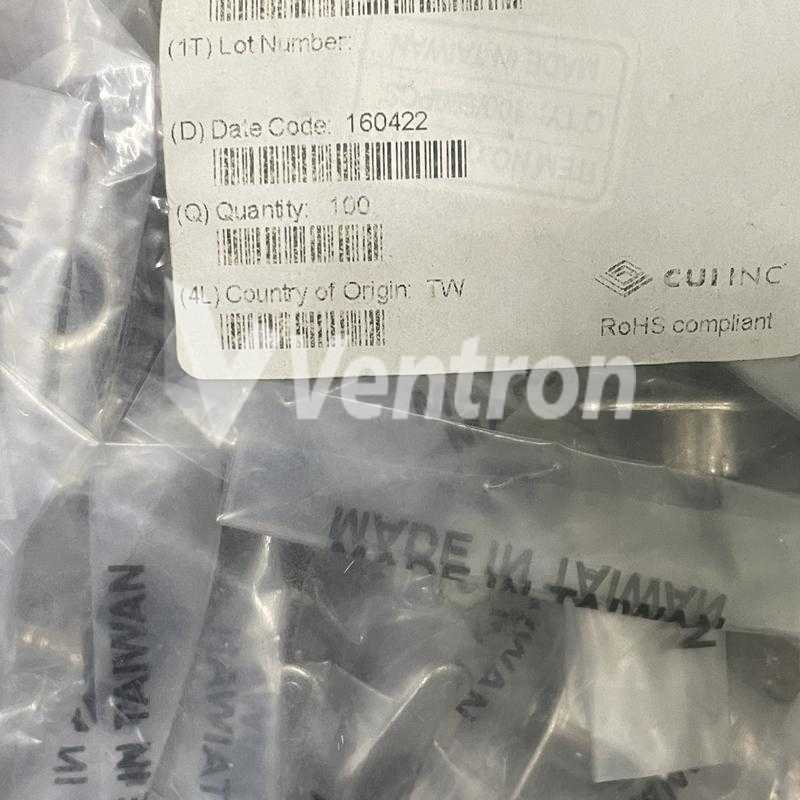 (1T) Lot Number:
MADE IN TAIWAN
(D) Date Code: 160422
(Q) Quantity: 100
(4L) Country of Origin: TW
CUI INC
RoHS compliant
Ventron
MADE IN TAIWAN
IN TAIWAN
TAIWAN